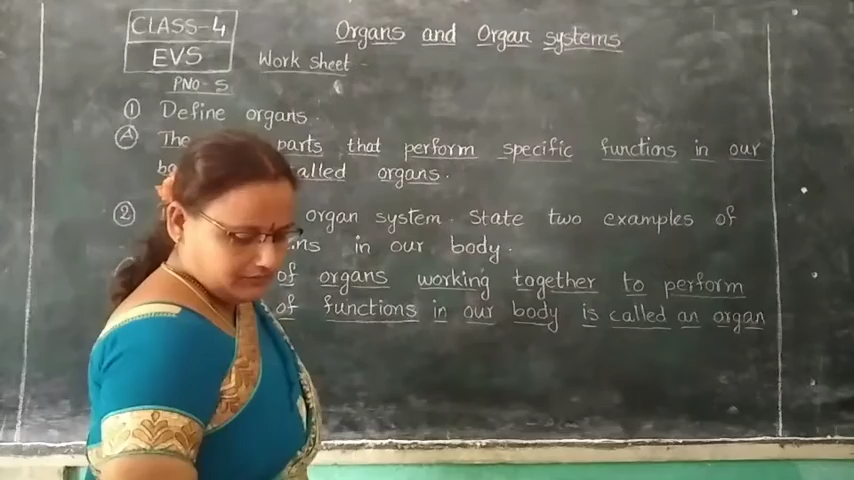 CLASS-4
EVS
Organs and Organ systems
Work sheet
PNO-5
① Define organs.
Ⓐ The parts that perform specific functions in our
called organs.
② organ system. State two examples of
in our body.
of organs working together to perform
of functions in our body is called an organ